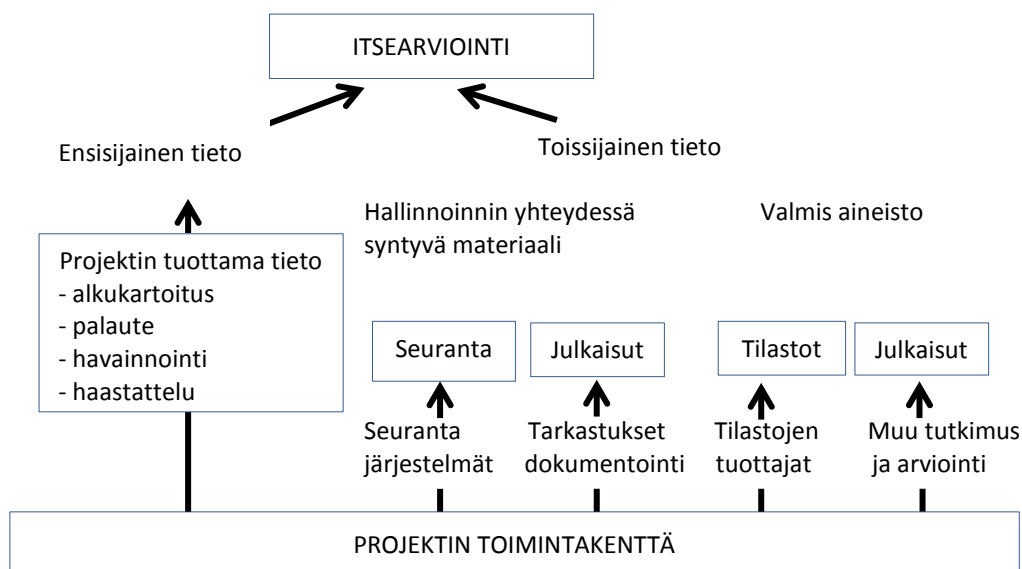 ITSEARVIOINTI
Ensisijainen tieto
Toissijainen tieto
Hallinnoinnin yhteydessä
syntyvä materiaali
Valmis aineisto
Projektin tuottama tieto
- alkukartoitus
- palaute
- havainnointi
- haastattelu
Seuranta
Julkaisut
Tilastot
Julkaisut
Seuranta
järjestelmät
Tarkastukset
dokumentointi
Tilastojen
tuottajat
Muu tutkimus
ja arviointi
PROJEKTIN TOIMINTAKENTTÄ